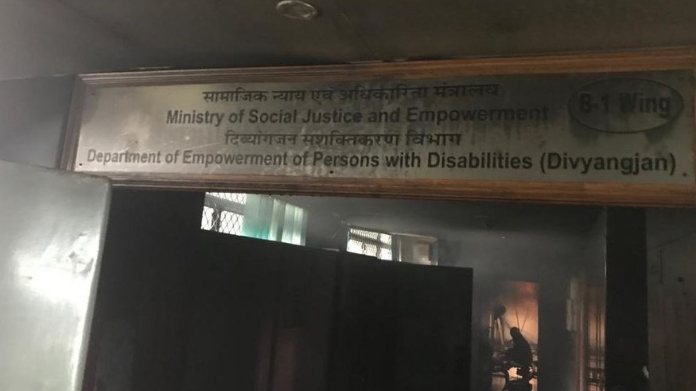 सामाजिक न्याय एवं अधिकारिता मंत्रालय
Ministry of Social Justice and Empowerment
B-1 Wing
दिव्यांगजन सशक्तिकरण विभाग
Department of Empowerment of Persons with Disabilities (Divyangjan)